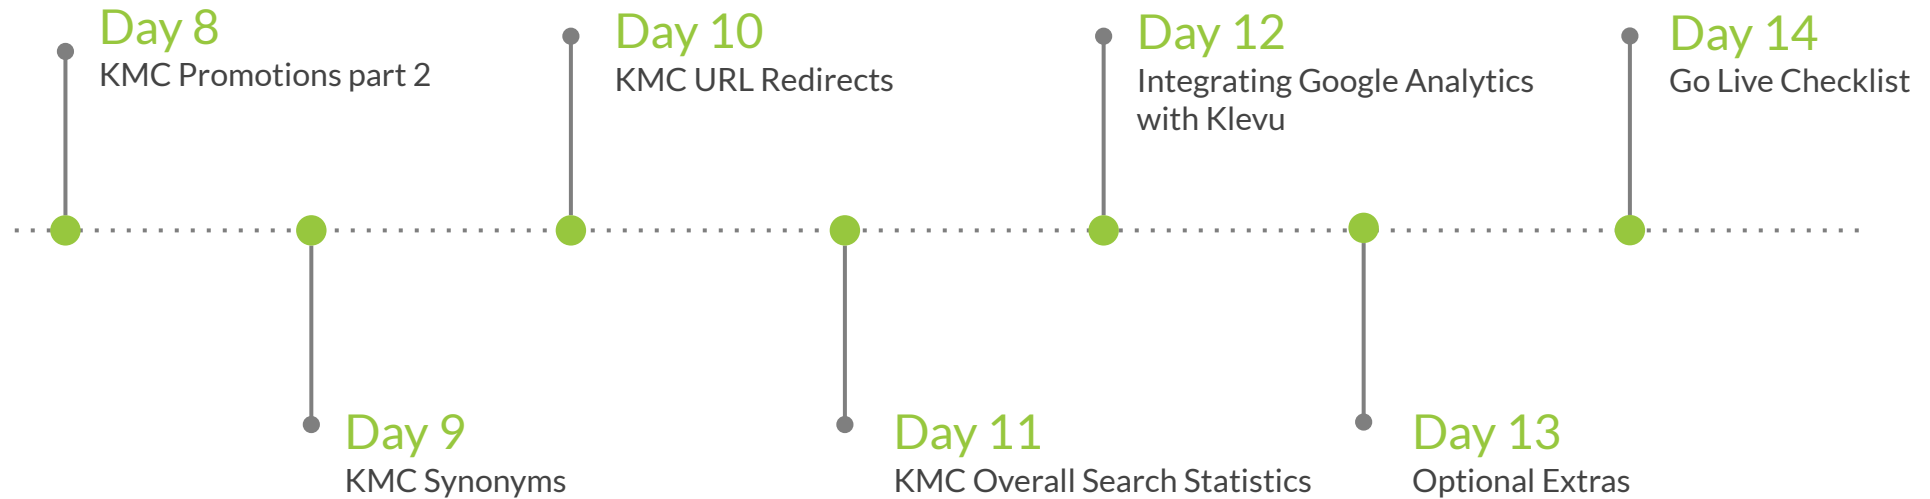 Day 8
KMC Promotions part 2
Day 9
KMC Synonyms
Day 10
KMC URL Redirects
Day 11
KMC Overall Search Statistics
Day 12
Integrating Google Analytics
with Klevu
Day 13
Optional Extras
Day 14
Go Live Checklist